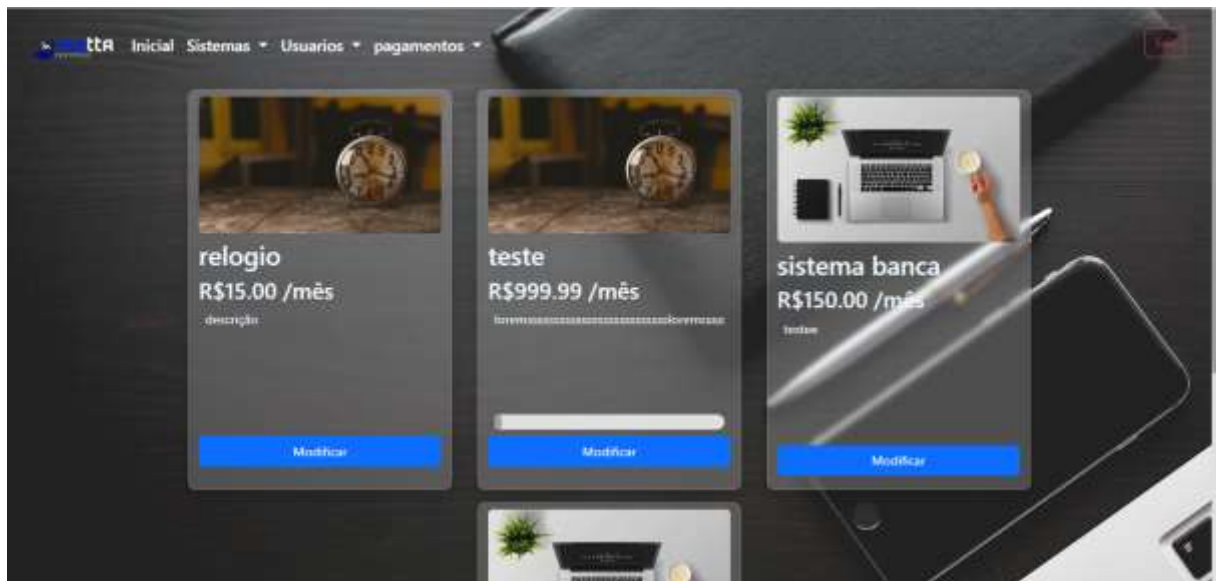 ttA Inicial Sistemas Usuarios pagamentos
relogio
R$15.00 /mês
descrição
Modificar
teste
R$999.99 /mês
Modificar
sistema banca
R$150.00 /mês
Modificar